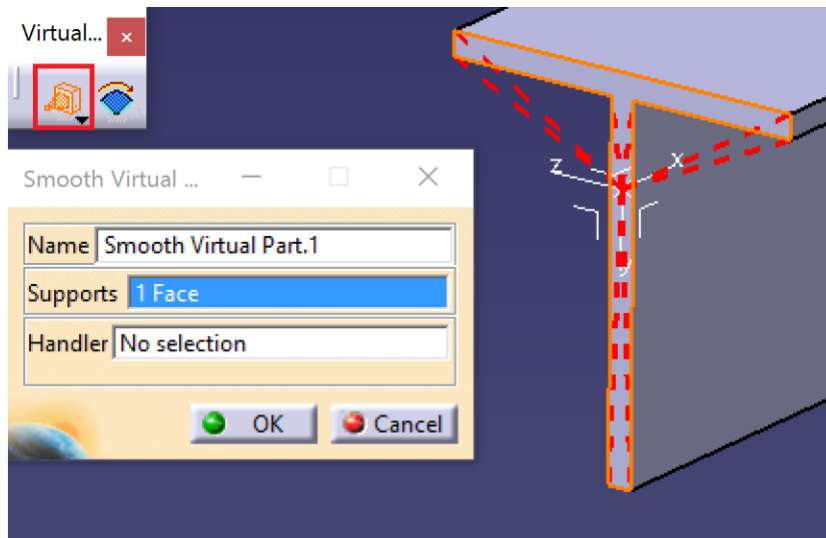 Virtual...
Smooth Virtual ...
Name Smooth Virtual Part.1
Supports 1 Face
Handler No selection
OK Cancel
z
x
y